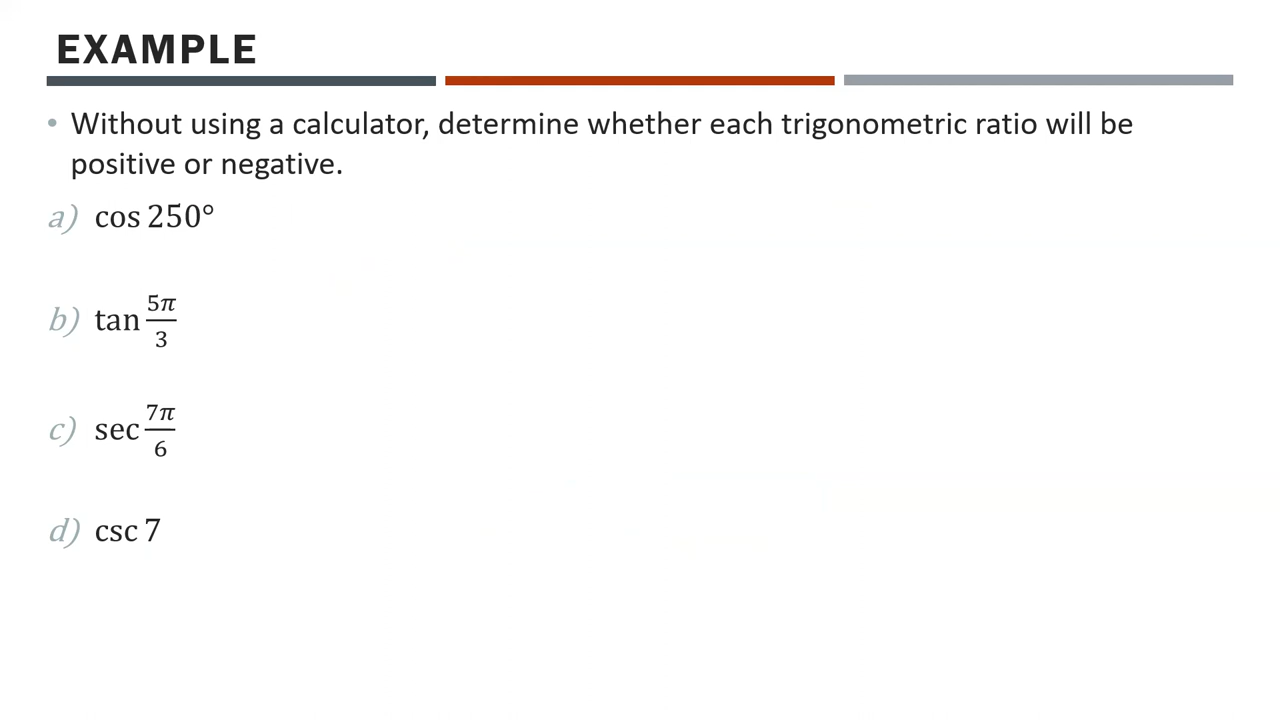 EXAMPLE
• Without using a calculator, determine whether each trigonometric ratio will be
positive or negative.
a) cos 250°
b) tan 5π/3
c) sec 7π/6
d) csc 7